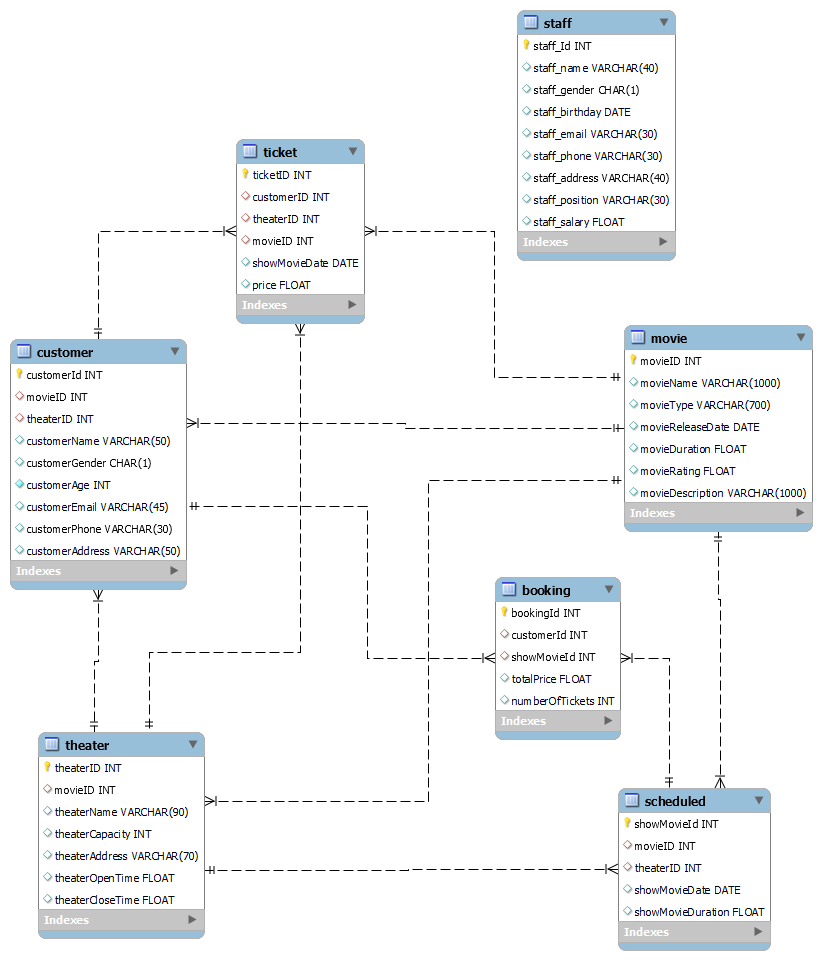 staff
staff_Id INT
staff_name VARCHAR(40)
staff_gender CHAR(1)
staff_birthday DATE
staff_email VARCHAR(30)
staff_phone VARCHAR(30)
staff_address VARCHAR(40)
staff_position VARCHAR(30)
staff_salary FLOAT
Indexes
ticket
ticketID INT
customerID INT
theaterID INT
movieID INT
showMovieDate DATE
price FLOAT
Indexes
customer
customerId INT
movieID INT
theaterID INT
customerName VARCHAR(50)
customerGender CHAR(1)
customerAge INT
customerEmail VARCHAR(45)
customerPhone VARCHAR(30)
customerAddress VARCHAR(50)
Indexes
movie
movieID INT
movieName VARCHAR(1000)
movieType VARCHAR(700)
movieReleaseDate DATE
movieDuration FLOAT
movieRating FLOAT
movieDescription VARCHAR(1000)
Indexes
booking
bookingId INT
customerId INT
showMovieId INT
totalPrice FLOAT
numberOfTickets INT
Indexes
theater
theaterID INT
movieID INT
theaterName VARCHAR(90)
theaterCapacity INT
theaterAddress VARCHAR(70)
theaterOpenTime FLOAT
theaterCloseTime FLOAT
Indexes
scheduled
showMovieId INT
movieID INT
theaterID INT
showMovieDate DATE
showMovieDuration FLOAT
Indexes